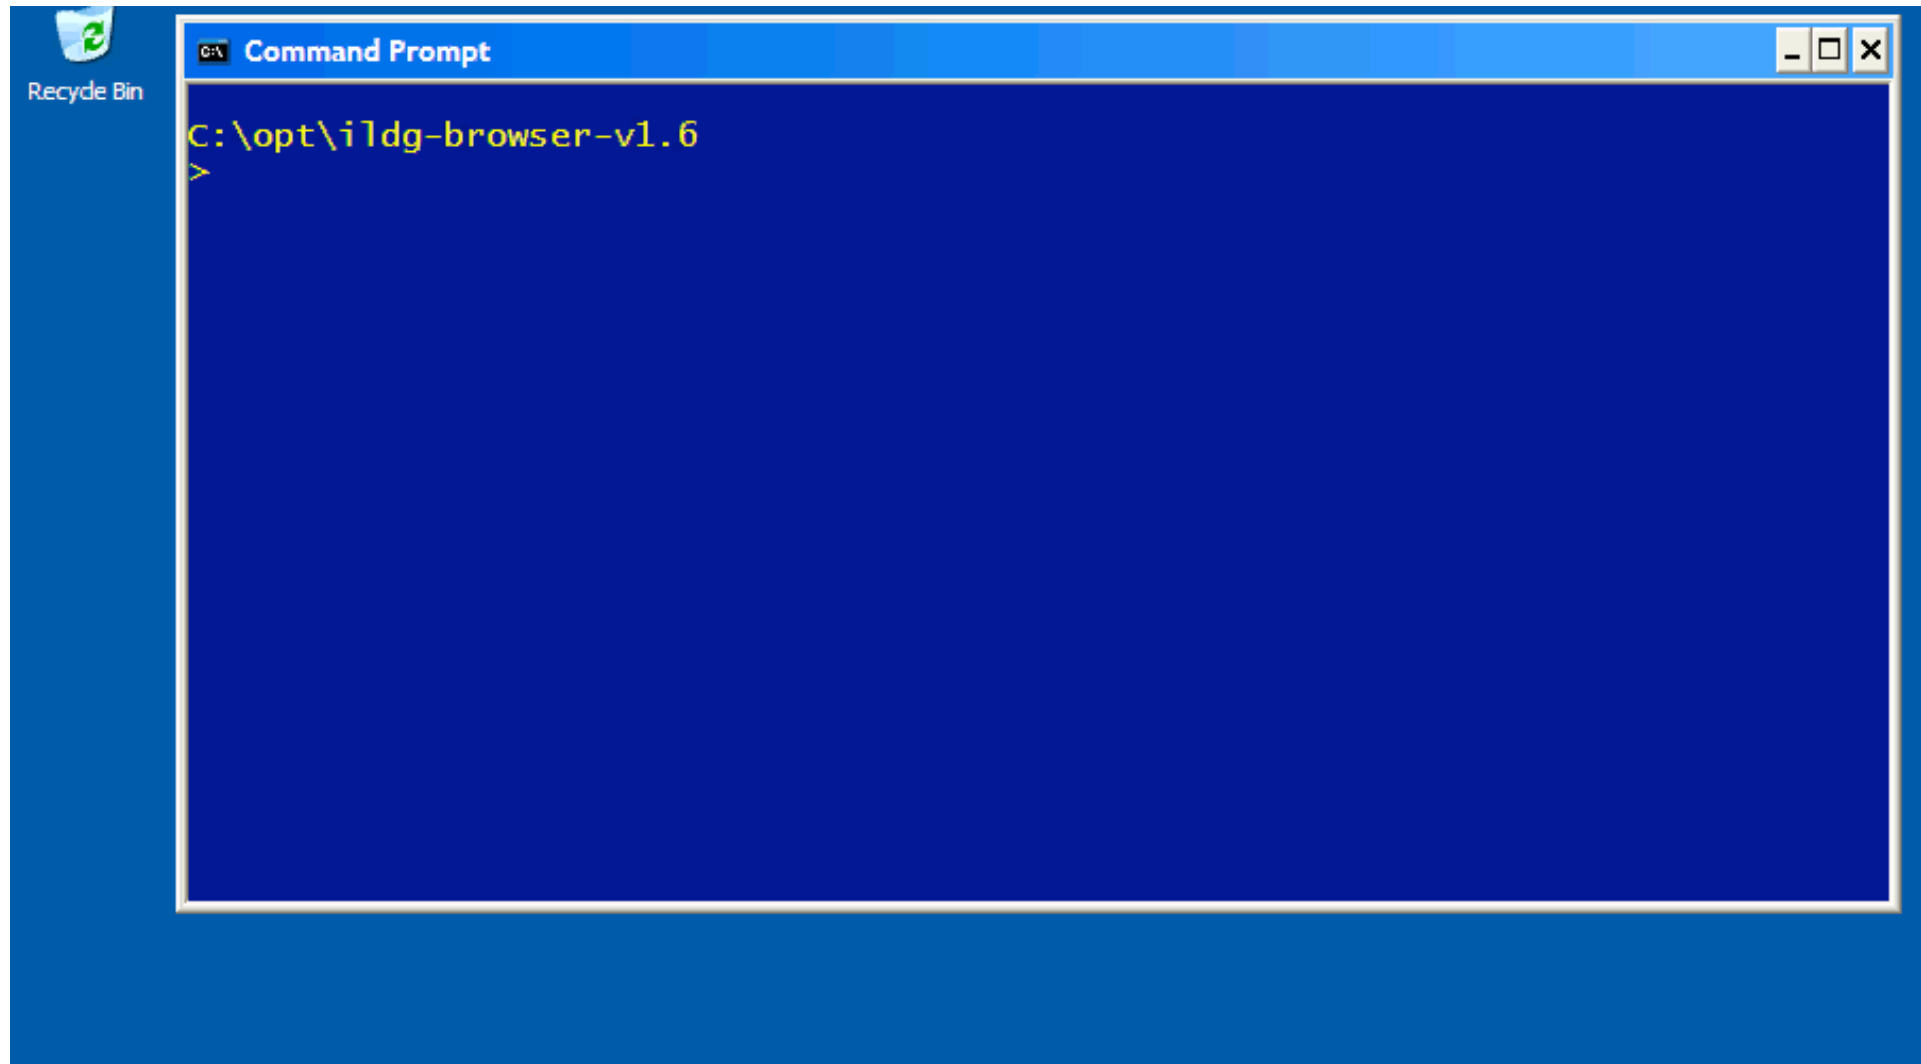 Recycle Bin
C:\ Command Prompt
C:\opt\ildg-browser-v1.6
>